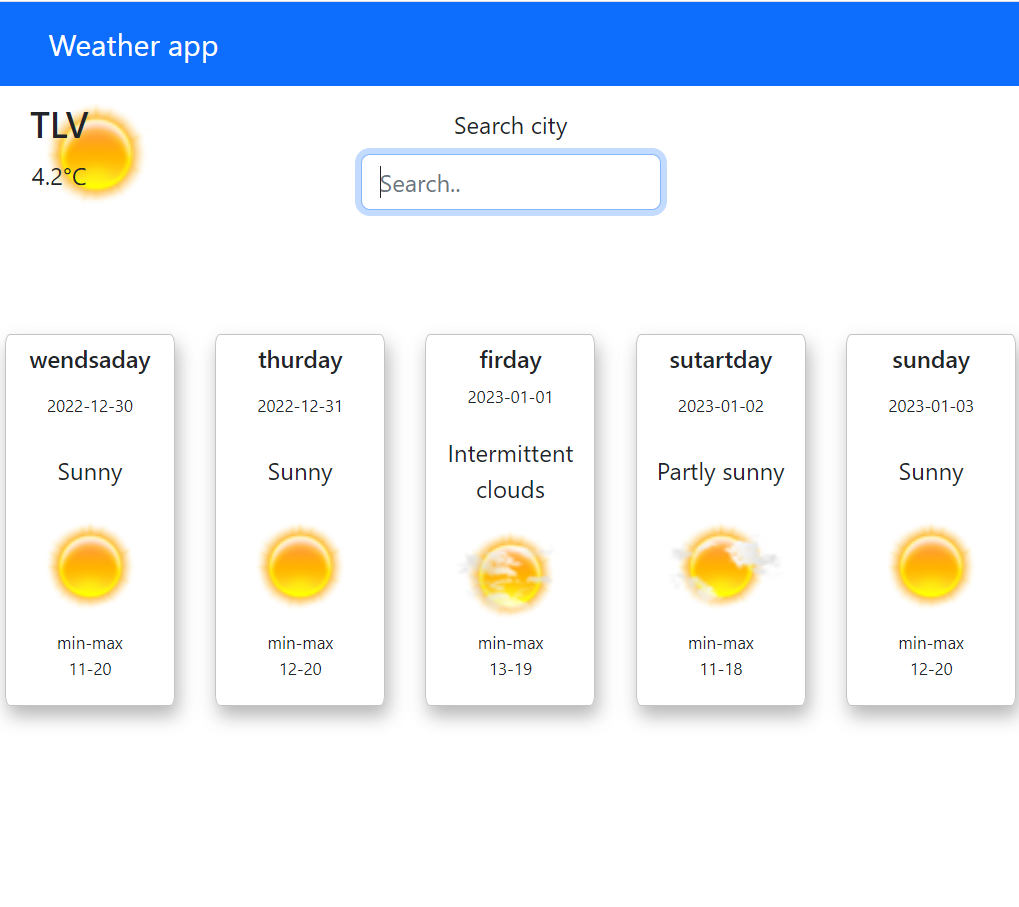 Weather app
TLV
4.2°C
Search city
Search..
wendsaday
2022-12-30
Sunny
min-max
11-20
thurday
2022-12-31
Sunny
min-max
12-20
firday
2023-01-01
Intermittent
clouds
min-max
13-19
sutartday
2023-01-02
Partly sunny
min-max
11-18
sunday
2023-01-03
Sunny
min-max
12-20